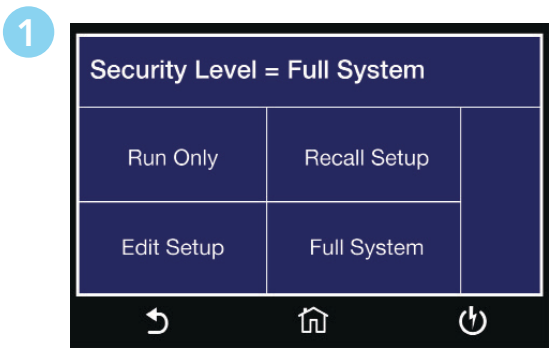 1
Security Level = Full System
Run Only
Recall Setup
Edit Setup
Full System